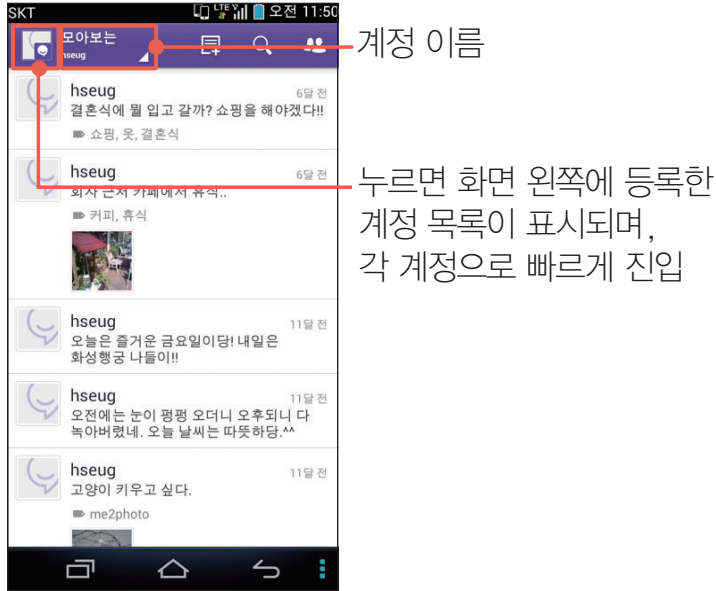 SKT
LTE
오전 11:50
모아보는
hseug
계정 이름
hseug
6달 전
결혼식에 뭘 입고 갈까? 쇼핑을 해야겠다!!
쇼핑, 옷, 결혼식
hseug
6달 전
회사 근처 카페에서 휴식..
커피, 휴식
누르면 화면 왼쪽에 등록한
계정 목록이 표시되며,
각 계정으로 빠르게 진입
hseug
11달 전
오늘은 즐거운 금요일이당! 내일은
화성행궁 나들이!!
hseug
11달 전
오전에는 눈이 펑펑 오더니 오후되니 다
녹아버렸네. 오늘 날씨는 따뜻하당.^^
hseug
11달 전
고양이 키우고 싶다.
me2photo